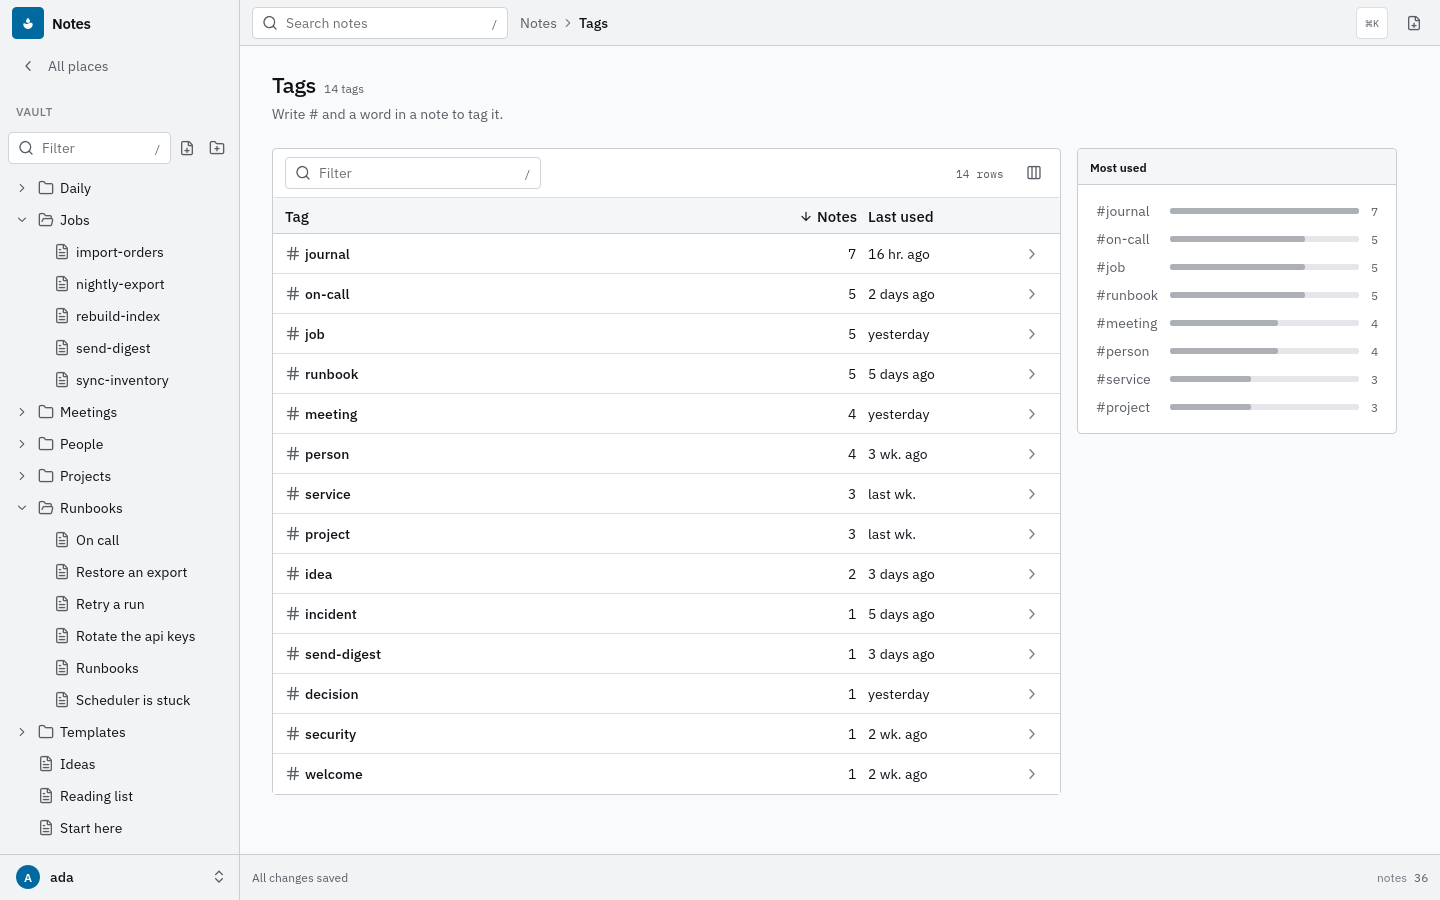 Notes
All places
VAULT
Filter /
Daily
Jobs
import-orders
nightly-export
rebuild-index
send-digest
sync-inventory
Meetings
People
Projects
Runbooks
On call
Restore an export
Retry a run
Rotate the api keys
Runbooks
Scheduler is stuck
Templates
Ideas
Reading list
Start here
A ada
Search notes /
Notes > Tags
⌘K
Tags 14 tags
Write # and a word in a note to tag it.
Filter /
14 rows
Tag ↓ Notes Last used
# journal 7 16 hr. ago
# on-call 5 2 days ago
# job 5 yesterday
# runbook 5 5 days ago
# meeting 4 yesterday
# person 4 3 wk. ago
# service 3 last wk.
# project 3 last wk.
# idea 2 3 days ago
# incident 1 5 days ago
# send-digest 1 3 days ago
# decision 1 yesterday
# security 1 2 wk. ago
# welcome 1 2 wk. ago
Most used
#journal 7
#on-call 5
#job 5
#runbook 5
#meeting 4
#person 4
#service 3
#project 3
All changes saved
notes 36